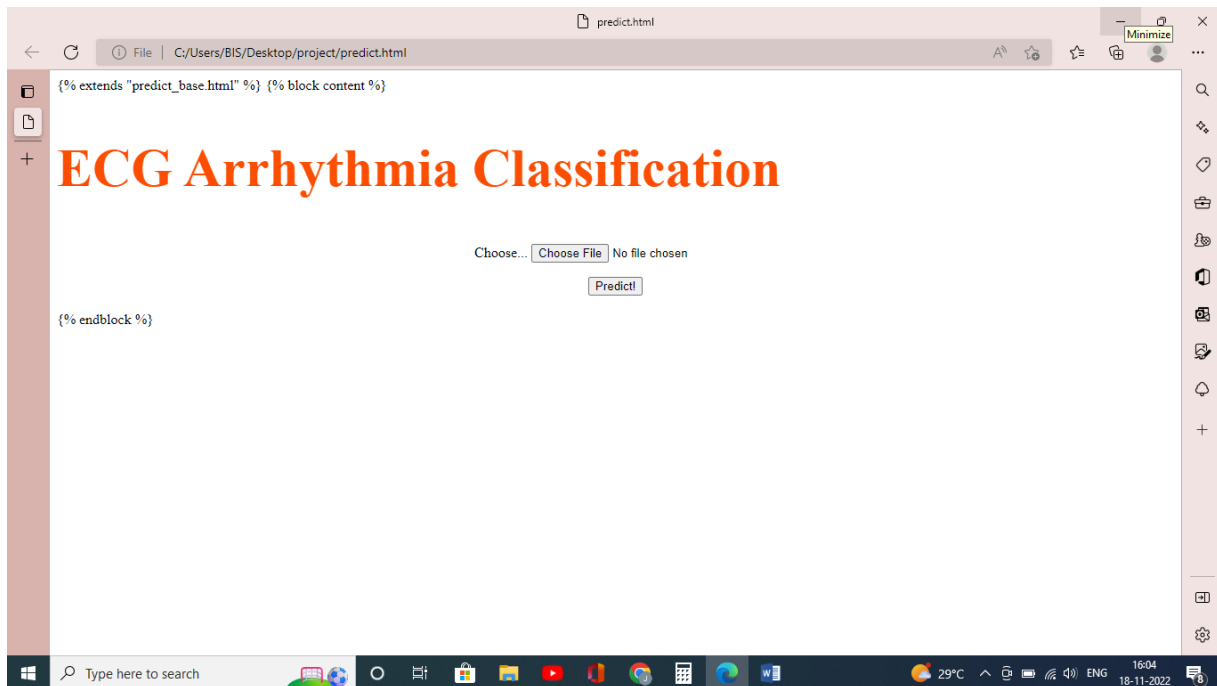 predict.html
Minimize
File | C:/Users/BIS/Desktop/project/predict.html
{% extends "predict_base.html" %} {% block content %}
ECG Arrhythmia Classification
Choose... Choose File No file chosen
Predict!
{% endblock %}
Type here to search
29°C ENG 16:04
18-11-2022
8